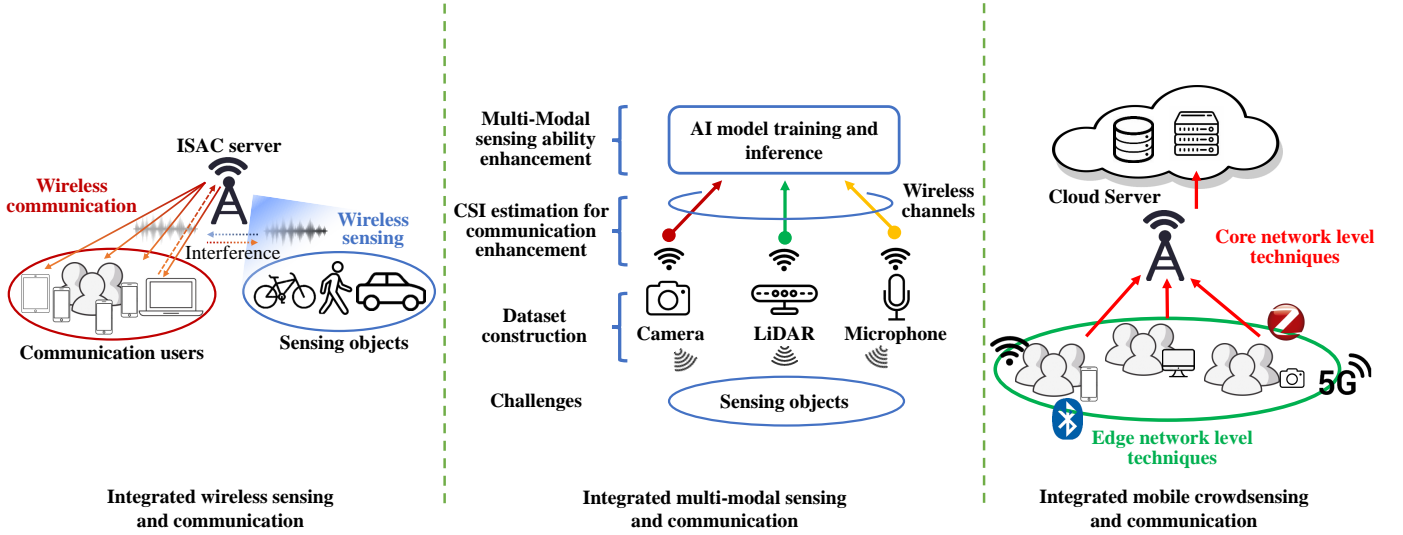 ISAC server
Wireless
communication
Wireless
sensing
Interference
Communication users
Sensing objects
Integrated wireless sensing
and communication
Multi-Modal
sensing ability
enhancement
AI model training and
inference
CSI estimation for
communication
enhancement
Wireless
channels
Dataset
construction
Camera
LiDAR
Microphone
Challenges
Sensing objects
Integrated multi-modal sensing
and communication
Cloud Server
Core network level
techniques
5G
Edge network level
techniques
Integrated mobile crowdsensing
and communication